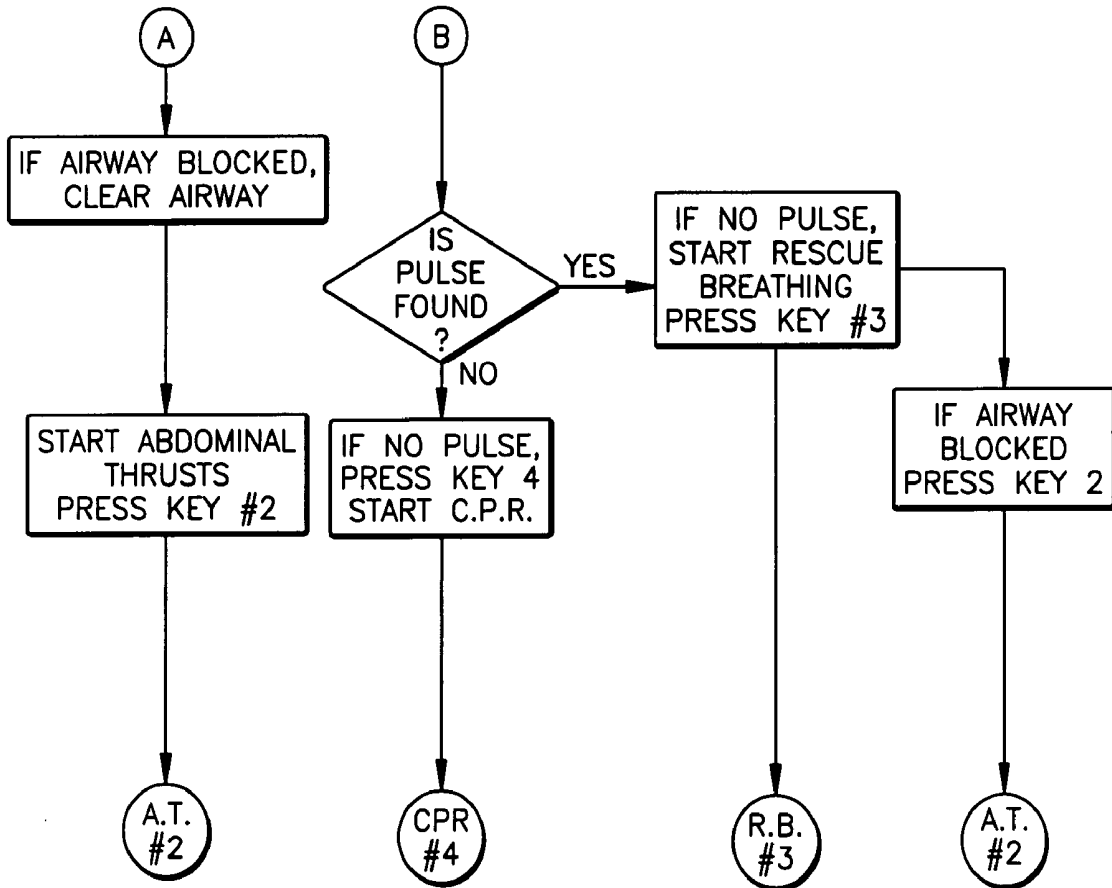 A
IF AIRWAY BLOCKED,
CLEAR AIRWAY
START ABDOMINAL
THRUSTS
PRESS KEY #2
A.T.
#2
B
IS
PULSE
FOUND
?
YES
NO
IF NO PULSE,
PRESS KEY 4
START C.P.R.
CPR
#4
IF NO PULSE,
START RESCUE
BREATHING
PRESS KEY #3
R.B.
#3
IF AIRWAY
BLOCKED
PRESS KEY 2
A.T.
#2